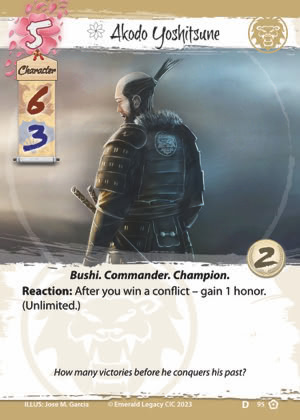 5
Akodo Yoshitsune
Character
6
3
2
Bushi. Commander. Champion.
Reaction: After you win a conflict – gain 1 honor.
(Unlimited.)
How many victories before he conquers his past?
ILLUS: Jose M. Garcia © Emerald Legacy CIC 2023 D 95